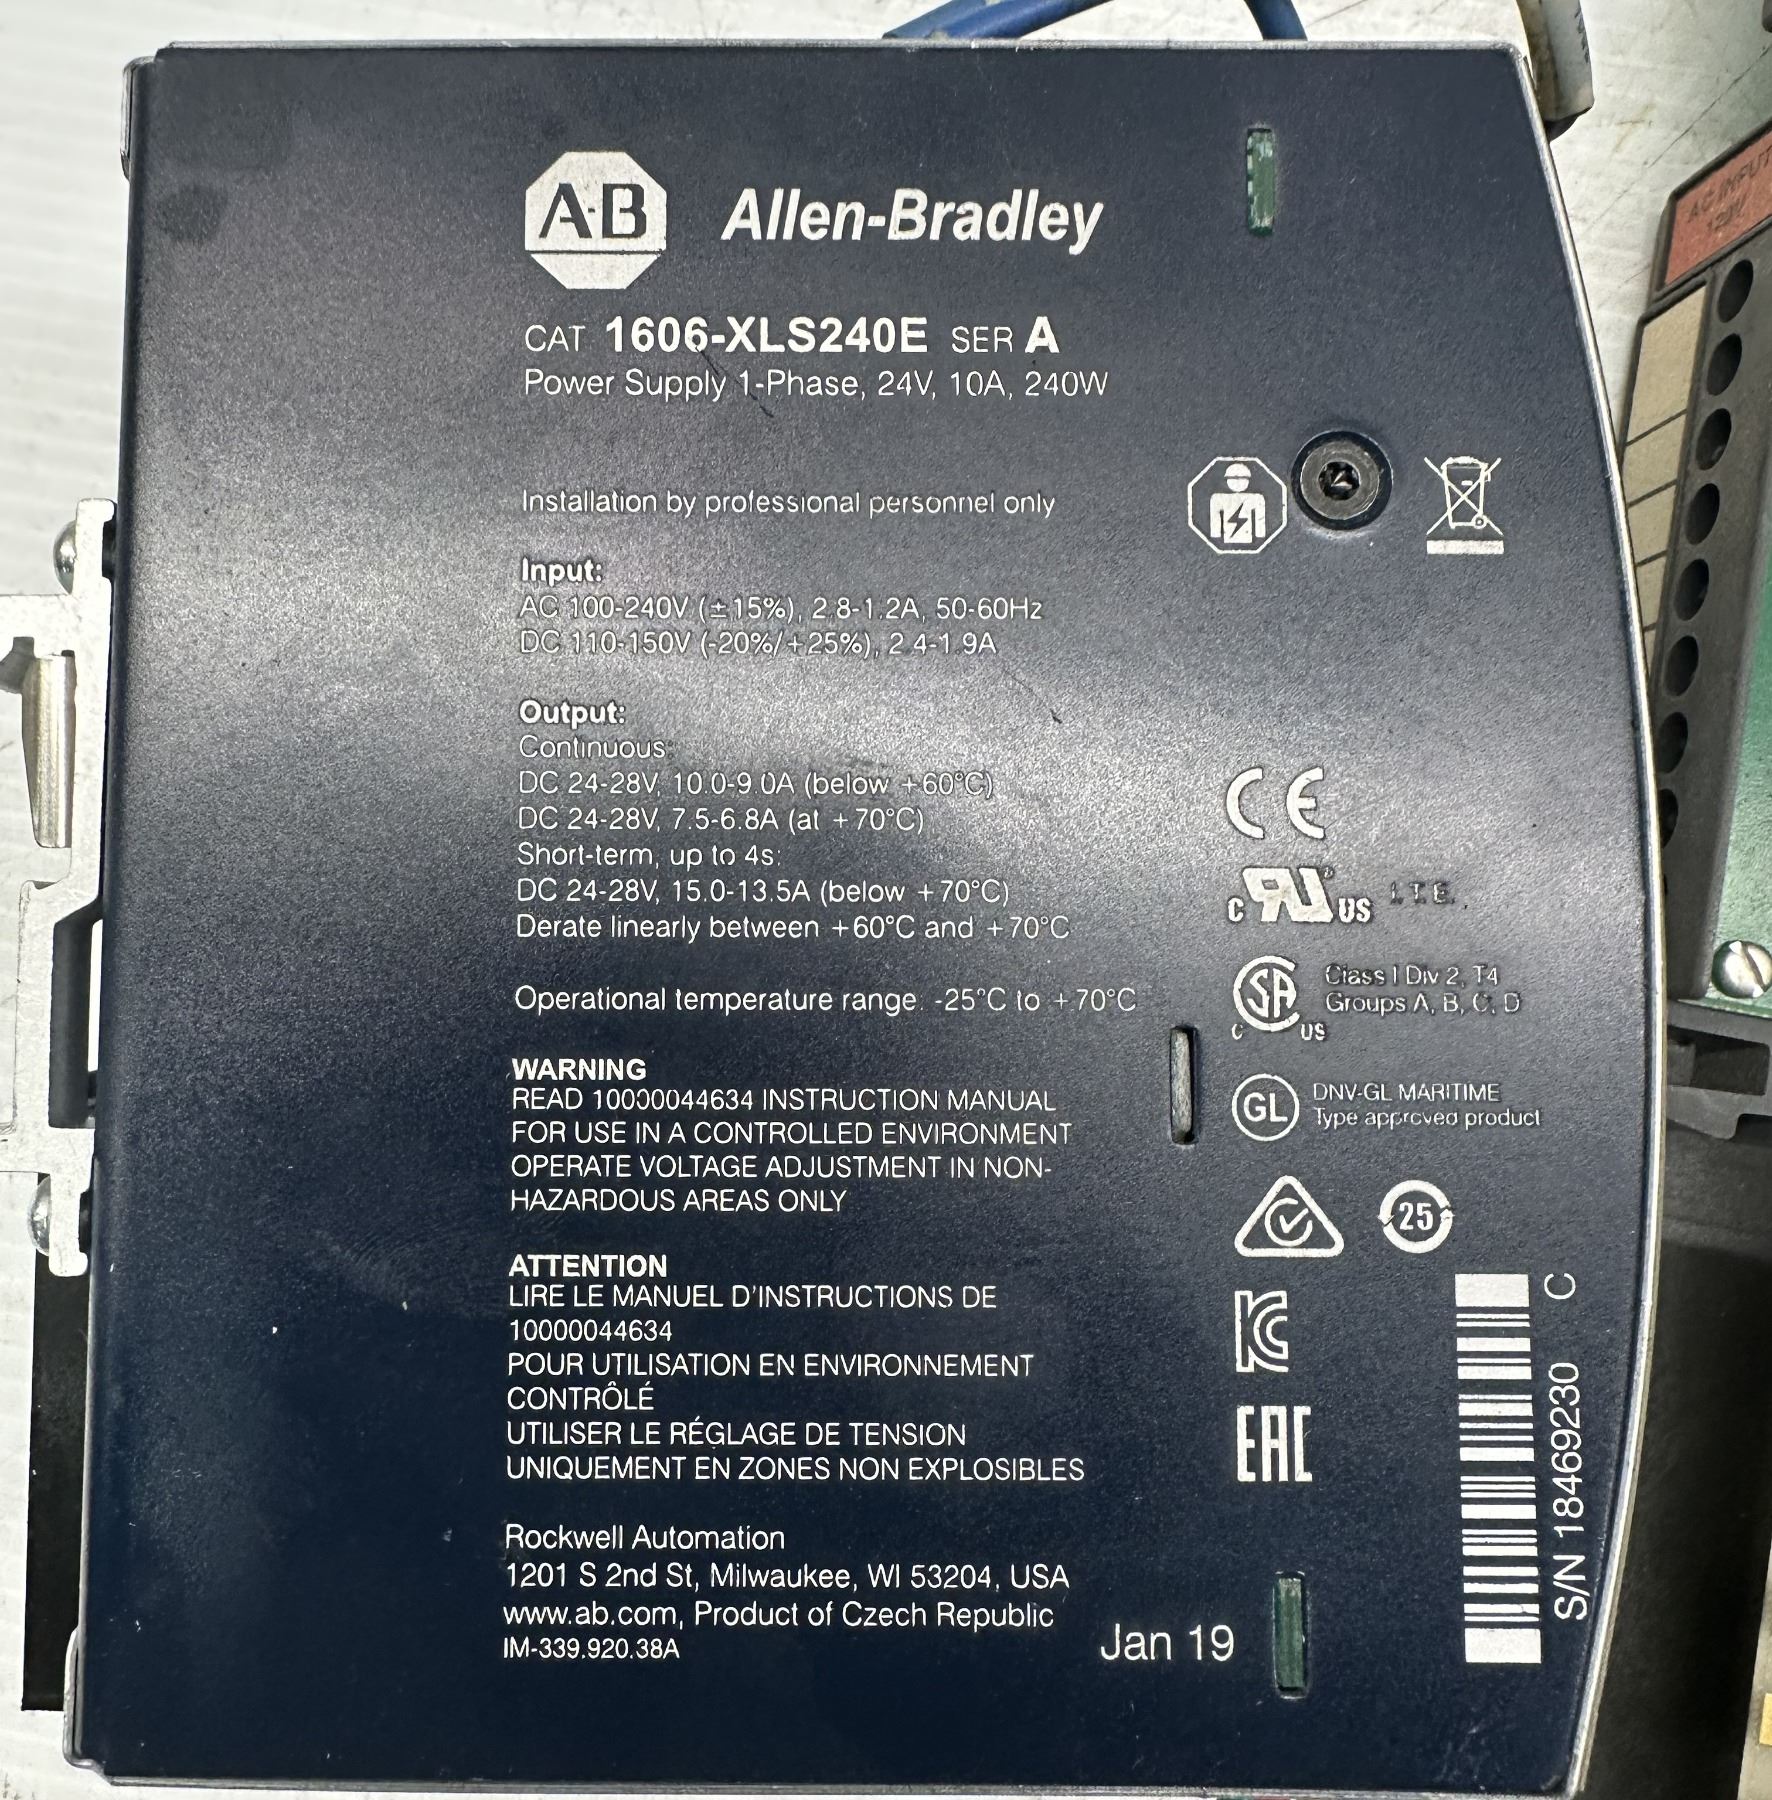 A-B Allen-Bradley
CAT 1606-XLS240E SER A
Power Supply 1-Phase, 24V, 10A, 240W
Installation by professional personnel only
Input:
AC 100-240V (±15%), 2.8-1.2A, 50-60Hz
DC 110-150V (-20%/+25%), 2.4-1.9A
Output:
Continuous:
DC 24-28V, 10.0-9.0A (below +60°C)
DC 24-28V, 7.5-6.8A (at +70°C)
Short-term, up to 4s:
DC 24-28V, 15.0-13.5A (below +70°C)
Derate linearly between +60°C and +70°C
Operational temperature range: -25°C to +70°C
WARNING
READ 10000044634 INSTRUCTION MANUAL
FOR USE IN A CONTROLLED ENVIRONMENT
OPERATE VOLTAGE ADJUSTMENT IN NON-
HAZARDOUS AREAS ONLY
ATTENTION
LIRE LE MANUEL D'INSTRUCTIONS DE
10000044634
POUR UTILISATION EN ENVIRONNEMENT
CONTRÔLÉ
UTILISER LE RÉGLAGE DE TENSION
UNIQUEMENT EN ZONES NON EXPLOSIBLES
Rockwell Automation
1201 S 2nd St, Milwaukee, WI 53204, USA
www.ab.com, Product of Czech Republic
IM-339.920.38A
Jan 19
CE
c RU US I.T.E.
c SA US Class I Div 2, T4
Groups A, B, C, D
GL DNV-GL MARITIME
Type approved product
25
KC
EAC
S/N 18469230 C
AC INPUT